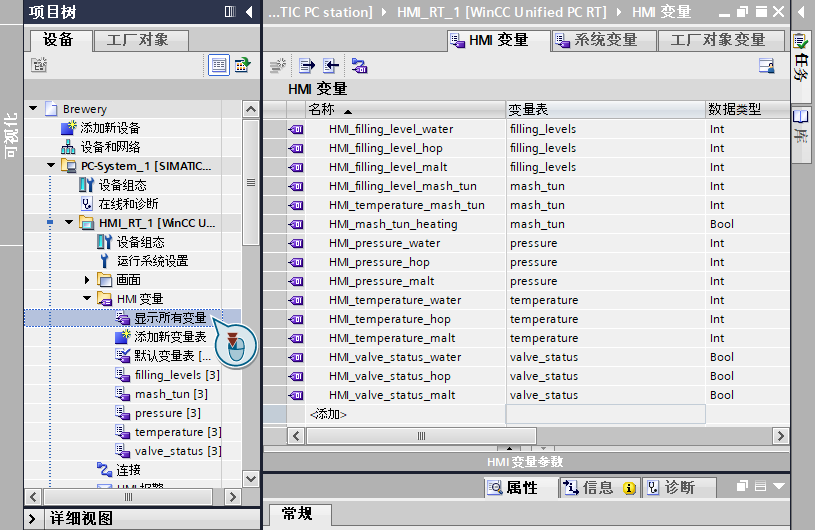 可视化
项目树
设备
工厂对象
Brewery
添加新设备
设备和网络
PC-System_1 [SIMATIC...
设备组态
在线和诊断
HMI_RT_1 [WinCC U...
设备组态
运行系统设置
画面
HMI 变量
显示所有变量
添加新变量表
默认变量表 [...
filling_levels [3]
mash_tun [3]
pressure [3]
temperature [3]
valve_status [3]
连接
HMI 报警
详细视图
...TIC PC station] HMI_RT_1 [WinCC Unified PC RT] HMI 变量
HMI 变量
系统变量
工厂对象变量
HMI 变量
名称 变量表 数据类型
HMI_filling_level_water filling_levels Int
HMI_filling_level_hop filling_levels Int
HMI_filling_level_malt filling_levels Int
HMI_filling_level_mash_tun mash_tun Int
HMI_temperature_mash_tun mash_tun Int
HMI_mash_tun_heating mash_tun Bool
HMI_pressure_water pressure Int
HMI_pressure_hop pressure Int
HMI_pressure_malt pressure Int
HMI_temperature_water temperature Int
HMI_temperature_hop temperature Int
HMI_temperature_malt temperature Int
HMI_valve_status_water valve_status Bool
HMI_valve_status_hop valve_status Bool
HMI_valve_status_malt valve_status Bool
<添加>
HMI变量参数
属性
信息
诊断
常规
任务
库